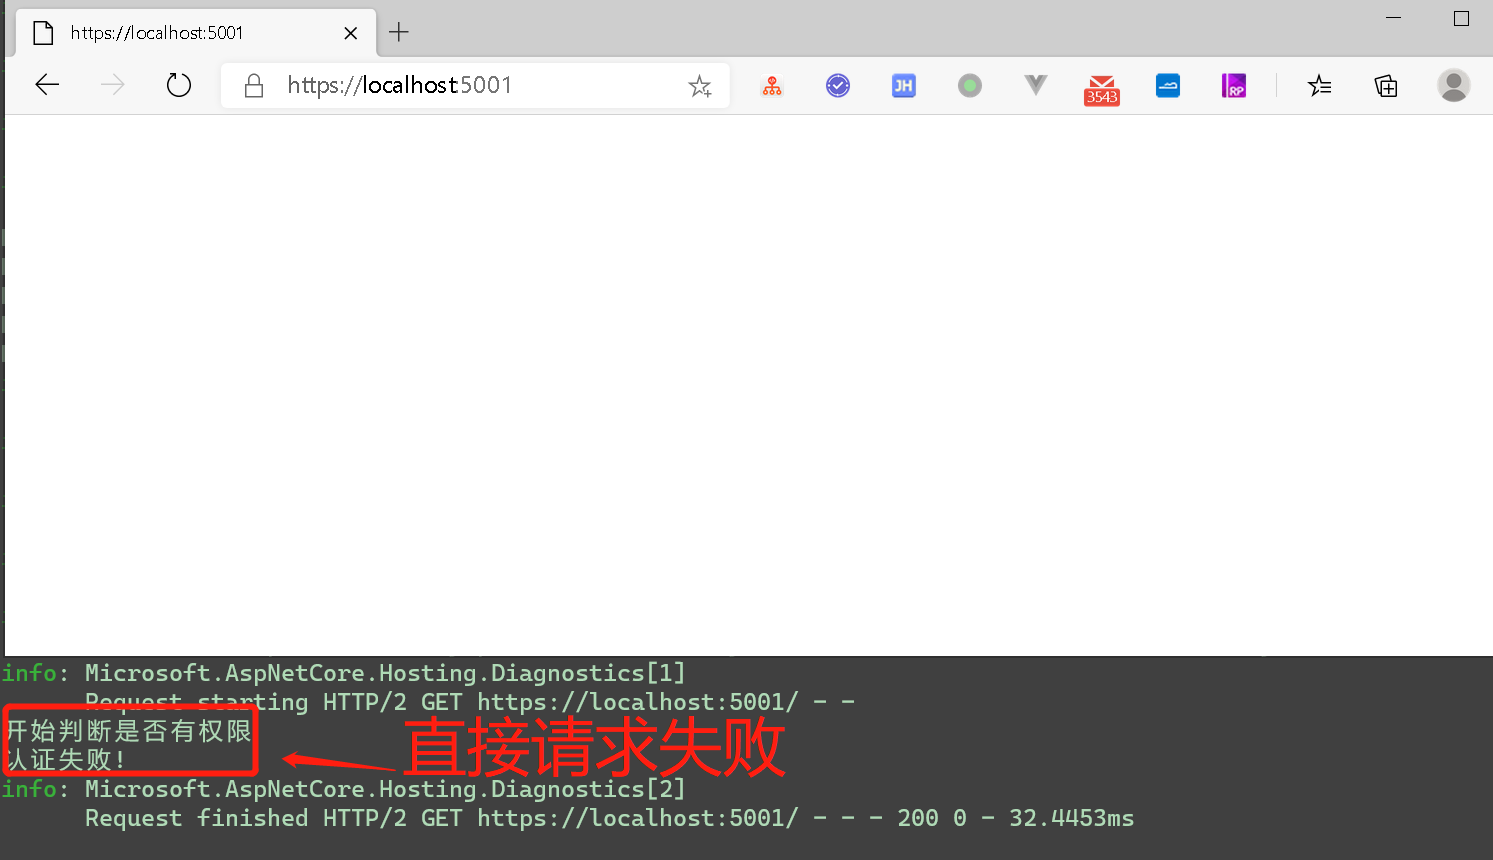 https://localhost:5001
https://localhost:5001
JH
3543
RP
info: Microsoft.AspNetCore.Hosting.Diagnostics[1]
Request starting HTTP/2 GET https://localhost:5001/ - -
开始判断是否有权限
认证失败!
直接请求失败
info: Microsoft.AspNetCore.Hosting.Diagnostics[2]
Request finished HTTP/2 GET https://localhost:5001/ - - - 200 0 - 32.4453ms